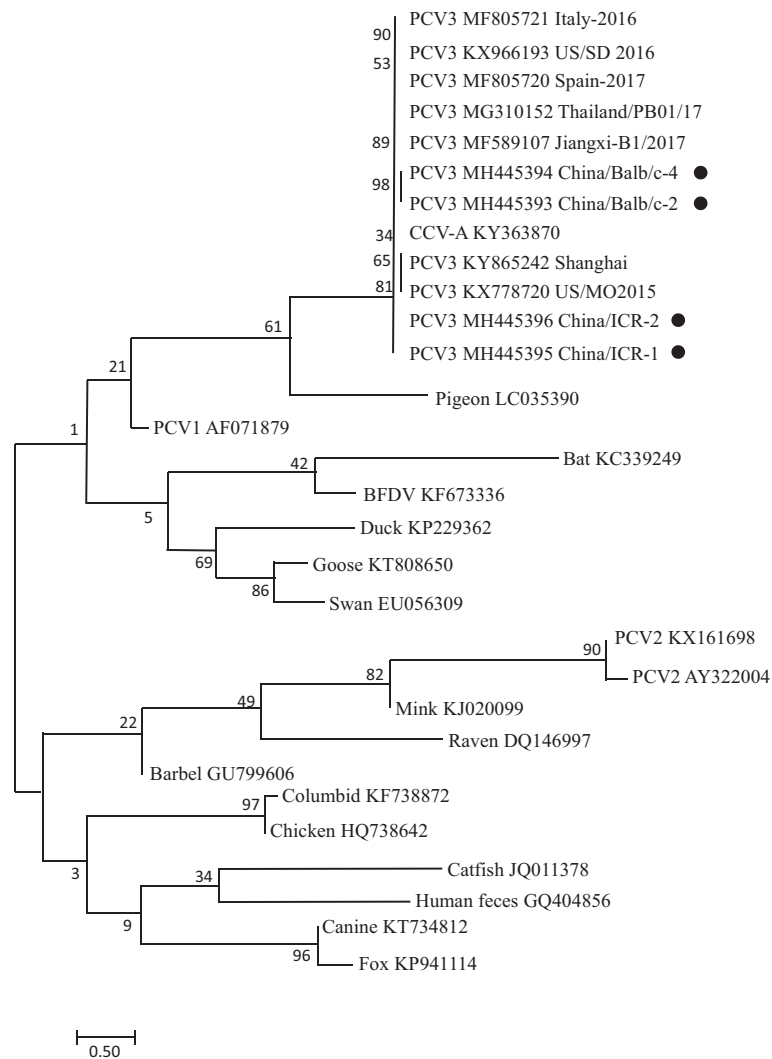 PCV3 MF805721 Italy-2016
90
PCV3 KX966193 US/SD 2016
53
PCV3 MF805720 Spain-2017
PCV3 MG310152 Thailand/PB01/17
89
PCV3 MF589107 Jiangxi-B1/2017
PCV3 MH445394 China/Balb/c-4
98
PCV3 MH445393 China/Balb/c-2
34
CCV-A KY363870
65
PCV3 KY865242 Shanghai
81
PCV3 KX778720 US/MO2015
PCV3 MH445396 China/ICR-2
61
PCV3 MH445395 China/ICR-1
21
Pigeon LC035390
1
PCV1 AF071879
42
Bat KC339249
BFDV KF673336
5
Duck KP229362
69
Goose KT808650
86
Swan EU056309
PCV2 KX161698
90
PCV2 AY322004
82
Mink KJ020099
49
22
Raven DQ146997
Barbel GU799606
Columbid KF738872
97
Chicken HQ738642
3
Catfish JQ011378
34
Human feces GQ404856
9
Canine KT734812
96
Fox KP941114
0.50